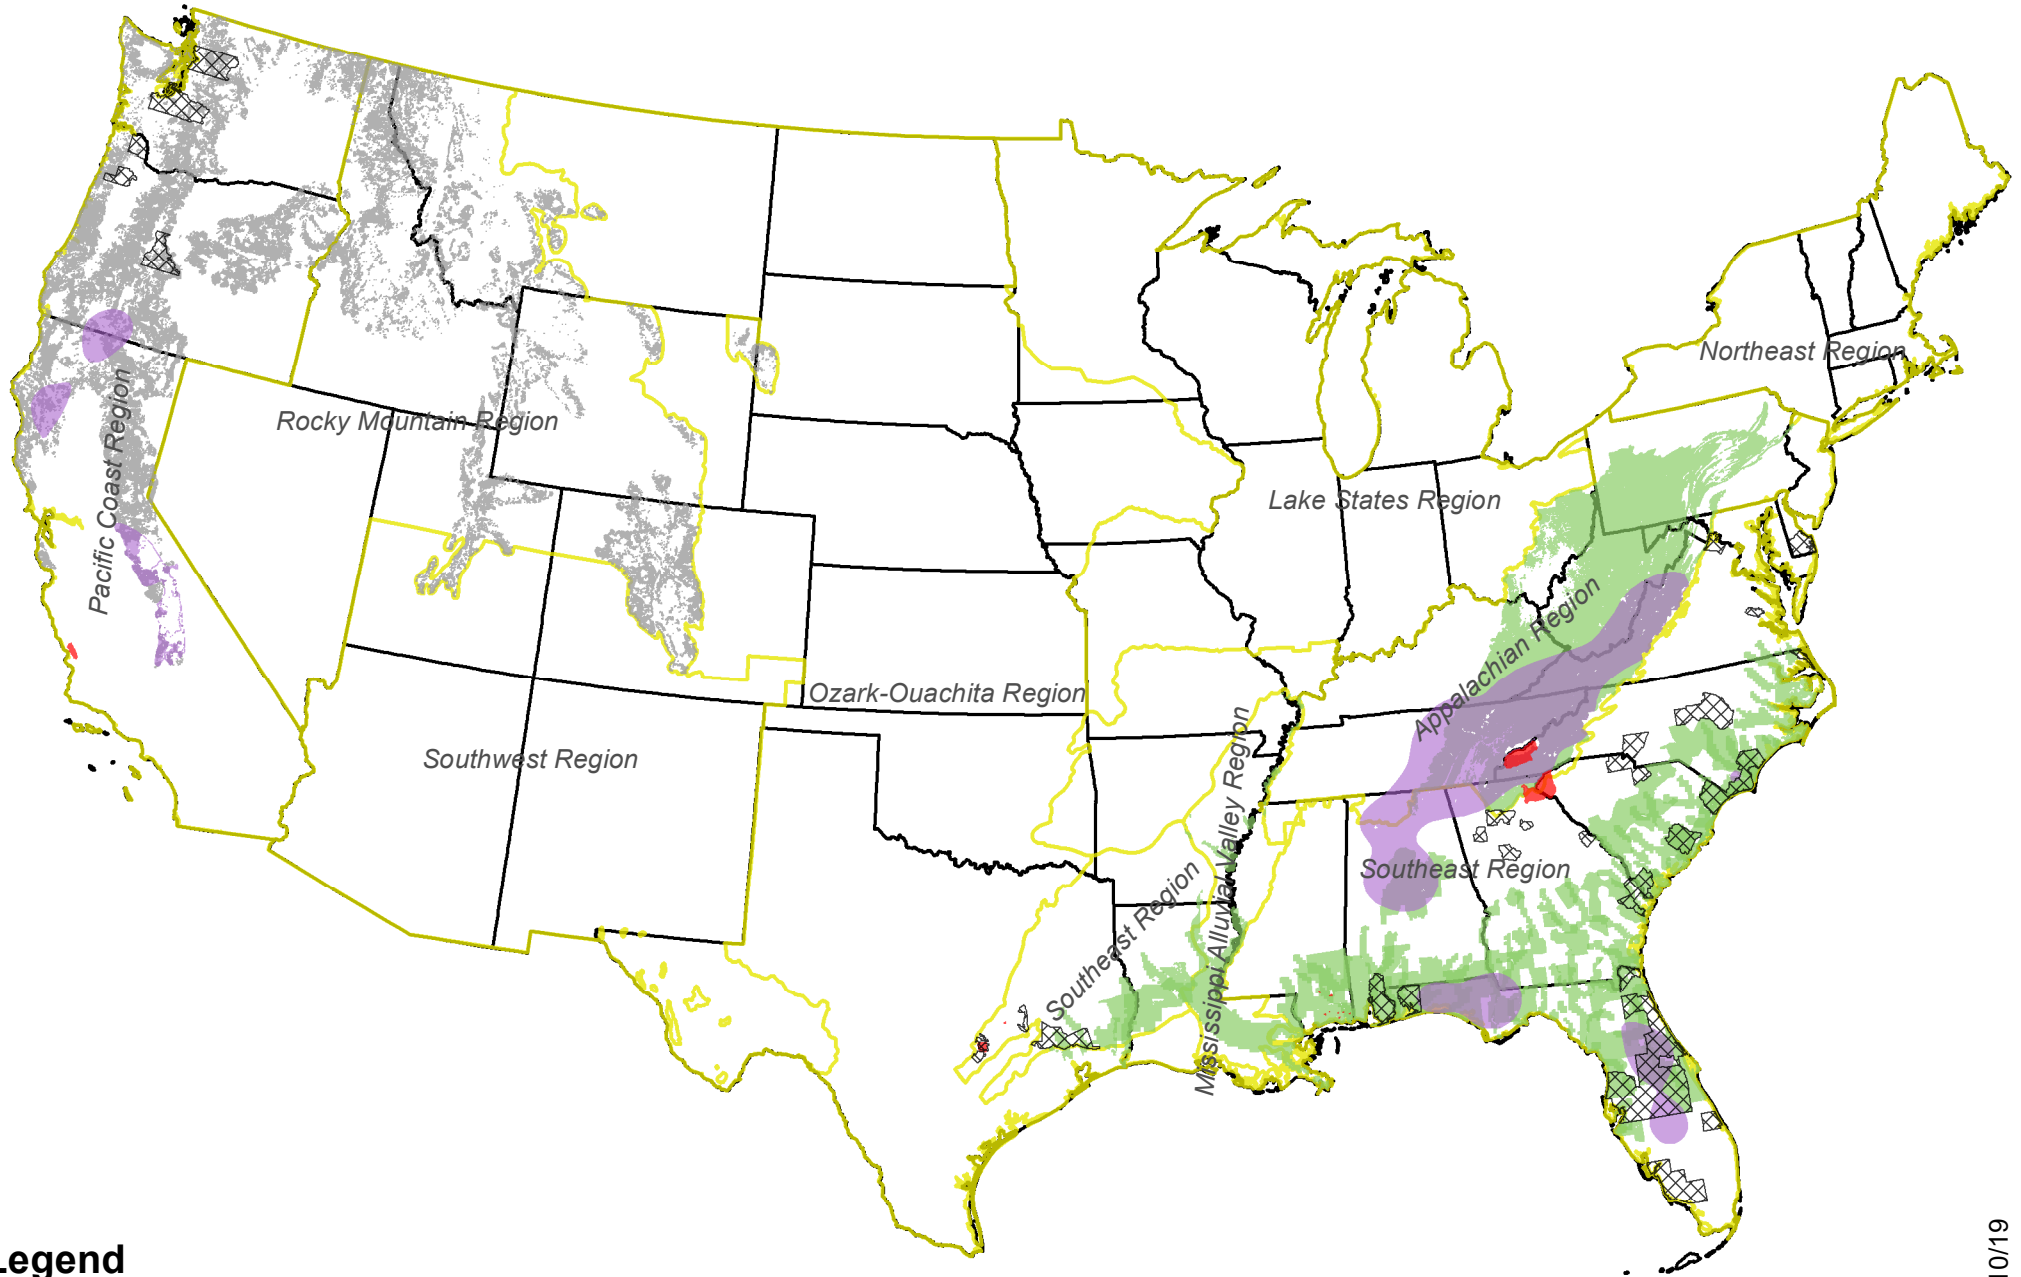 Northeast Region
Rocky Mountain Region
Pacific Coast Region
Lake States Region
Appalachian Region
Ozark-Ouachita Region
Southwest Region
Mississippi Alluvial Valley Region
Southeast Region
Southeast Region
Legend
10/19